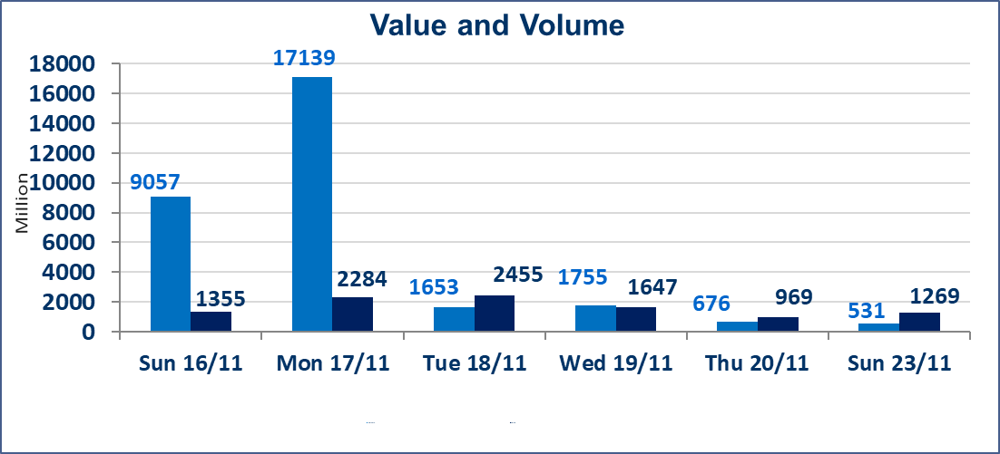 Value and Volume
Million
18000
16000
14000
12000
10000
8000
6000
4000
2000
0
9057
1355
17139
2284
1653
2455
1755
1647
676
969
531
1269
Sun 16/11
Mon 17/11
Tue 18/11
Wed 19/11
Thu 20/11
Sun 23/11